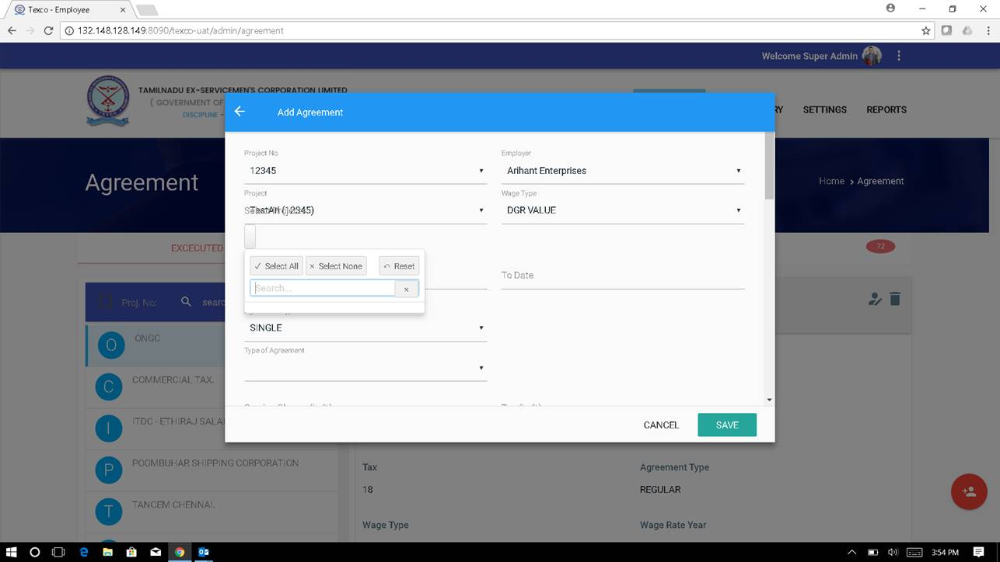 Texco - Employee
132.148.128.149:8090/texco-uat/admin/agreement
Welcome Super Admin
TAMILNADU EX-SERVICEMEN'S CORPORATION LIMITED
( GOVERNMENT OF
DISCIPLINE -
RY SETTINGS REPORTS
Add Agreement
Agreement
Home > Agreement
Project No
12345
Employer
Arihant Enterprises
Project
TestAPI (12345)
Wage Type
DGR VALUE
EXCECUTED
72
Select All
Select None
Reset
Search...
To Date
Proj. No:
SINGLE
Type of Agreement
O
ONGC
C
COMMERCIAL TAX.
I
ITDC - ETHIRAJ SALA
P
POOMBUHAR SHIPPING CORPORATION
T
TANCEM CHENNAI.
CANCEL
SAVE
Tax
18
Agreement Type
REGULAR
Wage Type
Wage Rate Year
3:54 PM